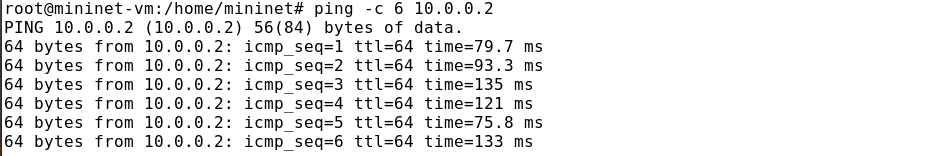 root@mininet-vm:/home/mininet# ping -c 6 10.0.0.2
PING 10.0.0.2 (10.0.0.2) 56(84) bytes of data.
64 bytes from 10.0.0.2: icmp_seq=1 ttl=64 time=79.7 ms
64 bytes from 10.0.0.2: icmp_seq=2 ttl=64 time=93.3 ms
64 bytes from 10.0.0.2: icmp_seq=3 ttl=64 time=135 ms
64 bytes from 10.0.0.2: icmp_seq=4 ttl=64 time=121 ms
64 bytes from 10.0.0.2: icmp_seq=5 ttl=64 time=75.8 ms
64 bytes from 10.0.0.2: icmp_seq=6 ttl=64 time=133 ms